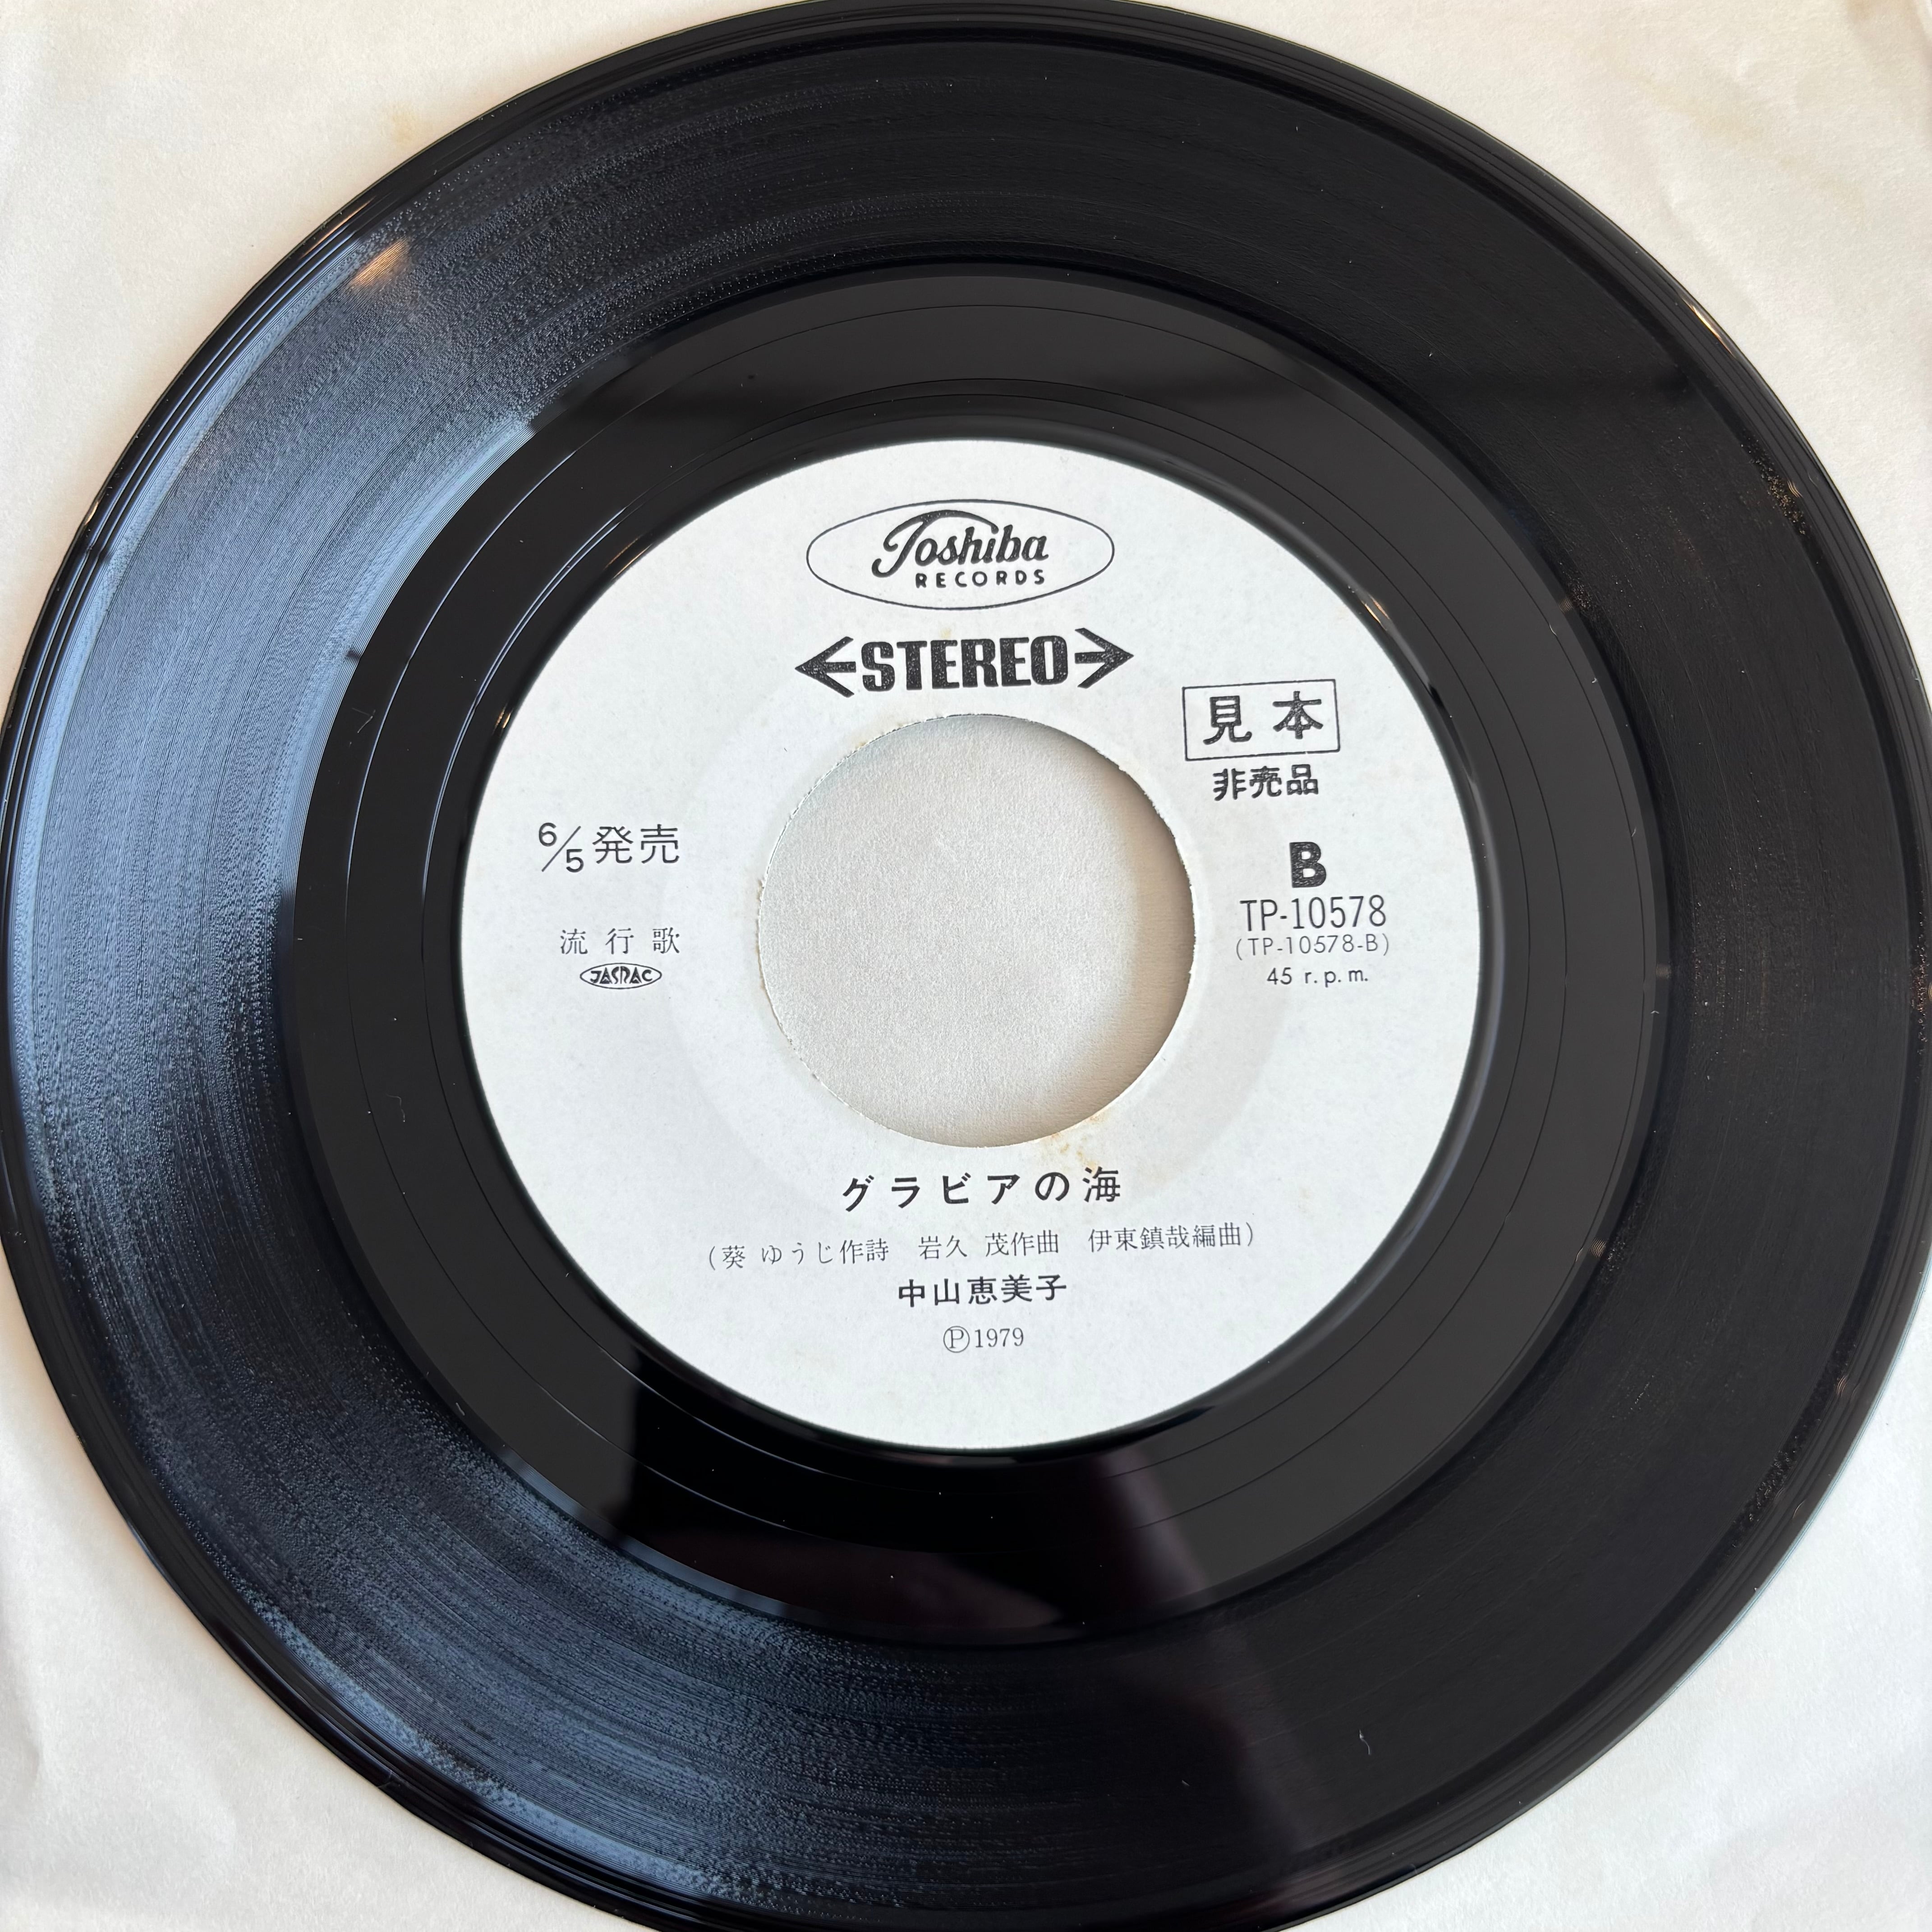 Toshiba
RECORDS
←STEREO→
見本
非売品
6/5発売
流行歌
JASRAC
B
TP-10578
(TP-10578-B)
45 r.p.m.
グラビアの海
(葵 ゆうじ作詩 岩久 茂作曲 伊東鎮哉編曲)
中山恵美子
Ⓟ1979